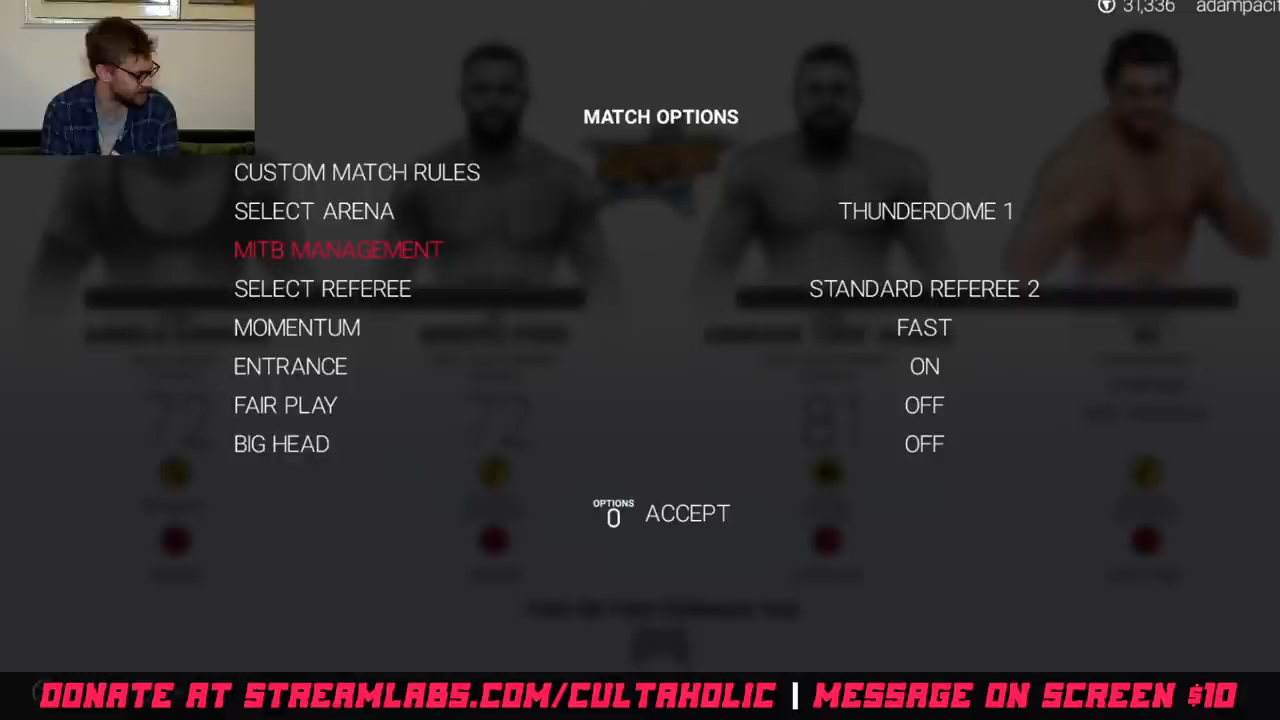 31,336 adampacit
MATCH OPTIONS
CUSTOM MATCH RULES
SELECT ARENA THUNDERDOME 1
MITB MANAGEMENT
SELECT REFEREE STANDARD REFEREE 2
MOMENTUM FAST
ENTRANCE ON
FAIR PLAY OFF
BIG HEAD OFF
OPTIONS ACCEPT
DONATE AT STREAMLABS.COM/CULTAHOLIC | MESSAGE ON SCREEN $10